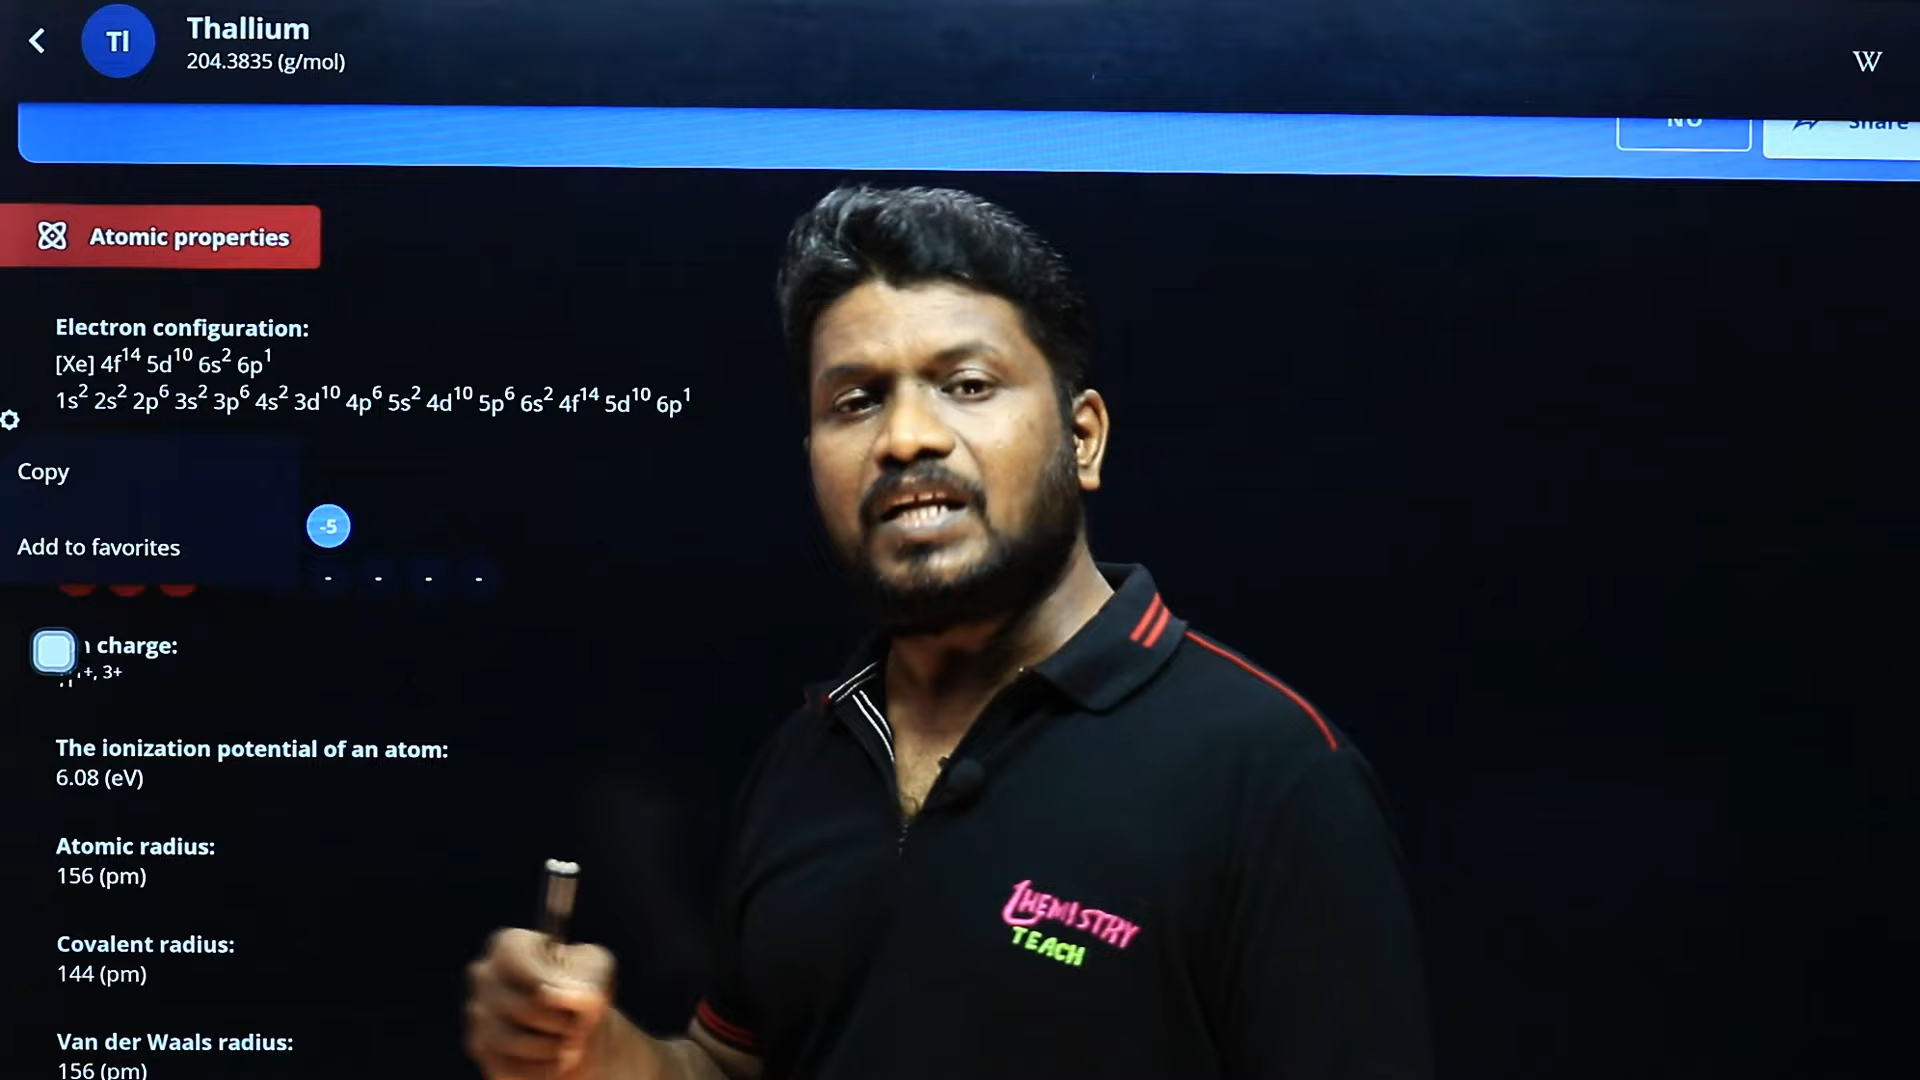 Tl
Thallium
204.3835 (g/mol)
W
NO
Share
Atomic properties
Electron configuration:
[Xe] 4f¹⁴ 5d¹⁰ 6s² 6p¹
1s² 2s² 2p⁶ 3s² 3p⁶ 4s² 3d¹⁰ 4p⁶ 5s² 4d¹⁰ 5p⁶ 6s² 4f¹⁴ 5d¹⁰ 6p¹
Copy
-5
Add to favorites
- - - -
charge:
+, 3+
The ionization potential of an atom:
6.08 (eV)
Atomic radius:
156 (pm)
Covalent radius:
144 (pm)
Van der Waals radius:
156 (pm)
CHEMISTRY
TEACH